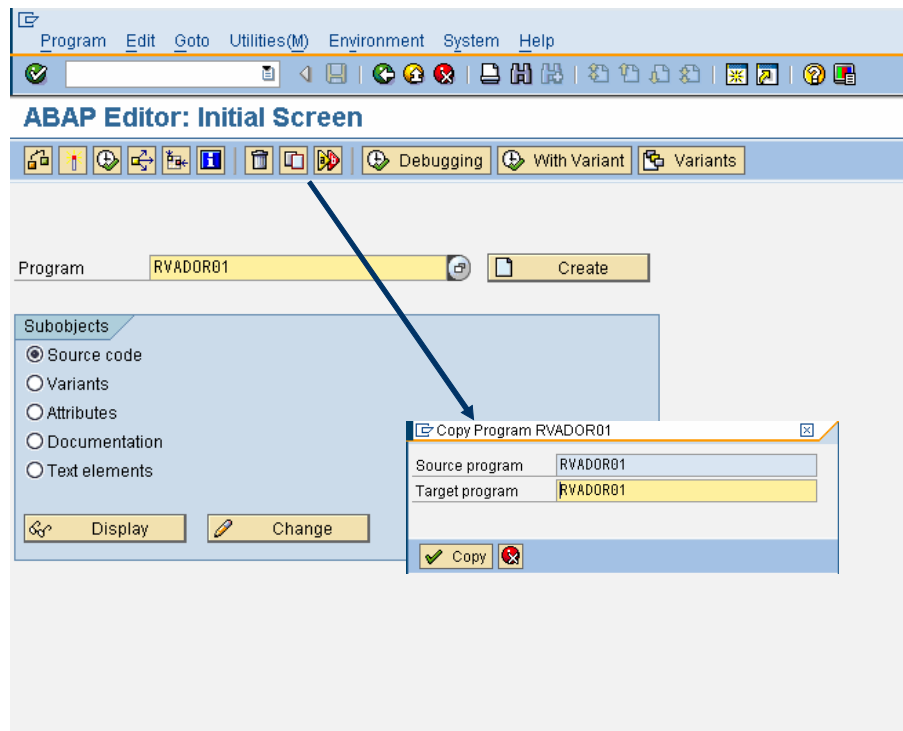 Program Edit Goto Utilities(M) Environment System Help
ABAP Editor: Initial Screen
Debugging With Variant Variants
Program RVADOR01 Create
Subobjects
Source code
Variants
Attributes
Documentation
Text elements
Display Change
Copy Program RVADOR01
Source program RVADOR01
Target program RVADOR01
Copy